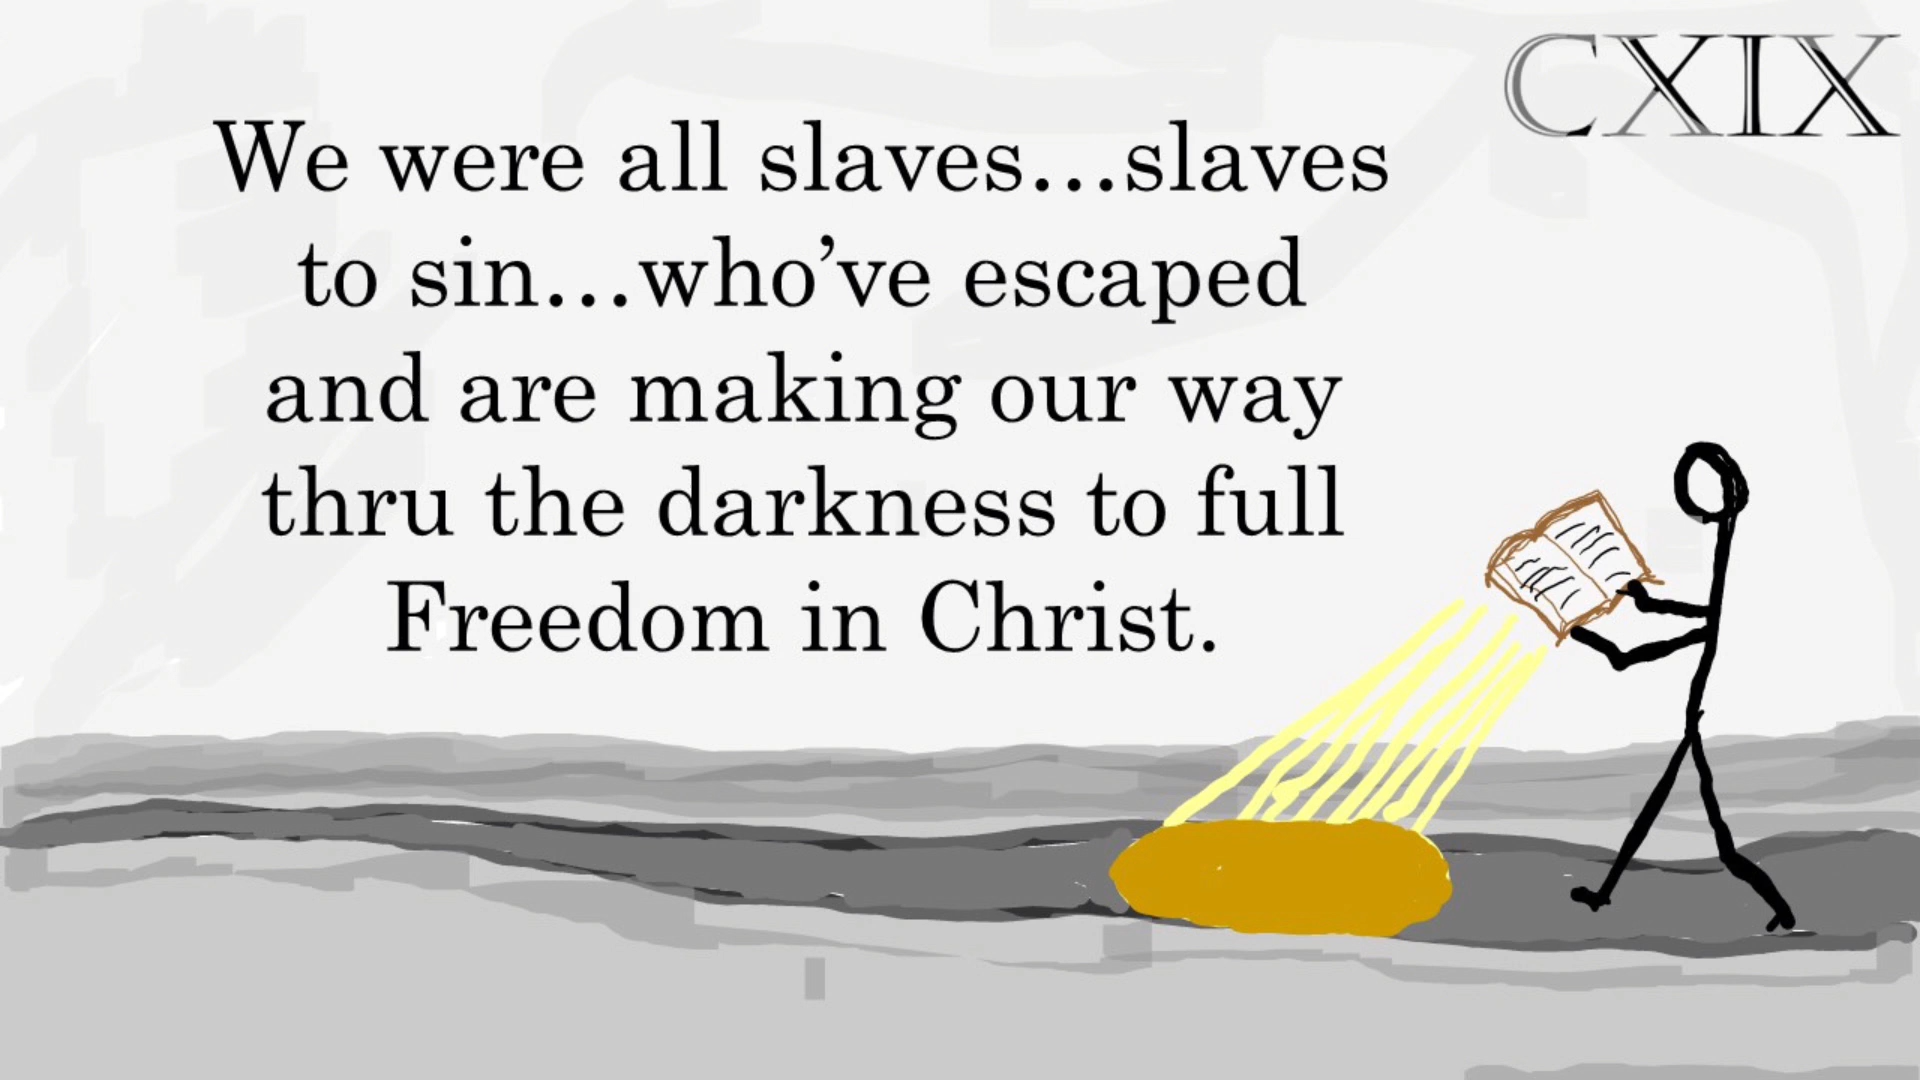 CXIX
We were all slaves...slaves
to sin...who’ve escaped
and are making our way
thru the darkness to full
Freedom in Christ.